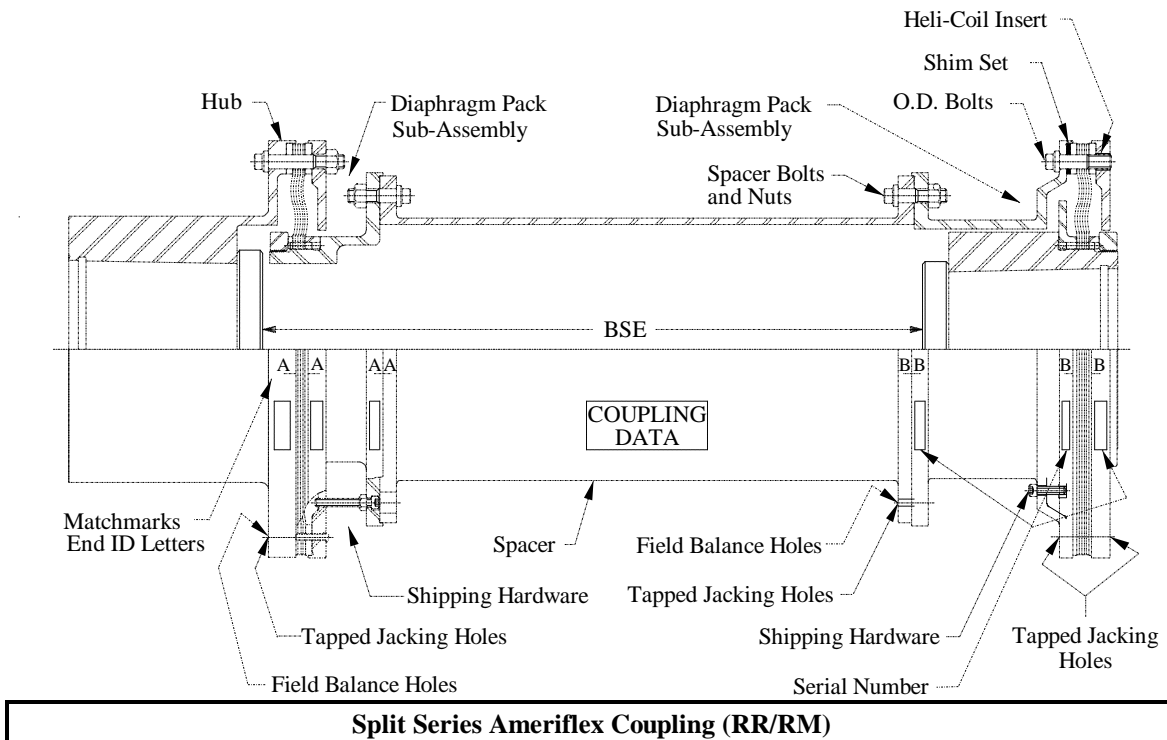 Heli-Coil Insert
Shim Set
Hub
Diaphragm Pack
Sub-Assembly
Diaphragm Pack
Sub-Assembly
O.D. Bolts
Spacer Bolts
and Nuts
BSE
A A A A
B B B B
COUPLING
DATA
Matchmarks
End ID Letters
Spacer
Field Balance Holes
Shipping Hardware
Tapped Jacking Holes
Tapped Jacking Holes
Shipping Hardware
Tapped Jacking
Holes
Field Balance Holes
Serial Number
Split Series Ameriflex Coupling (RR/RM)